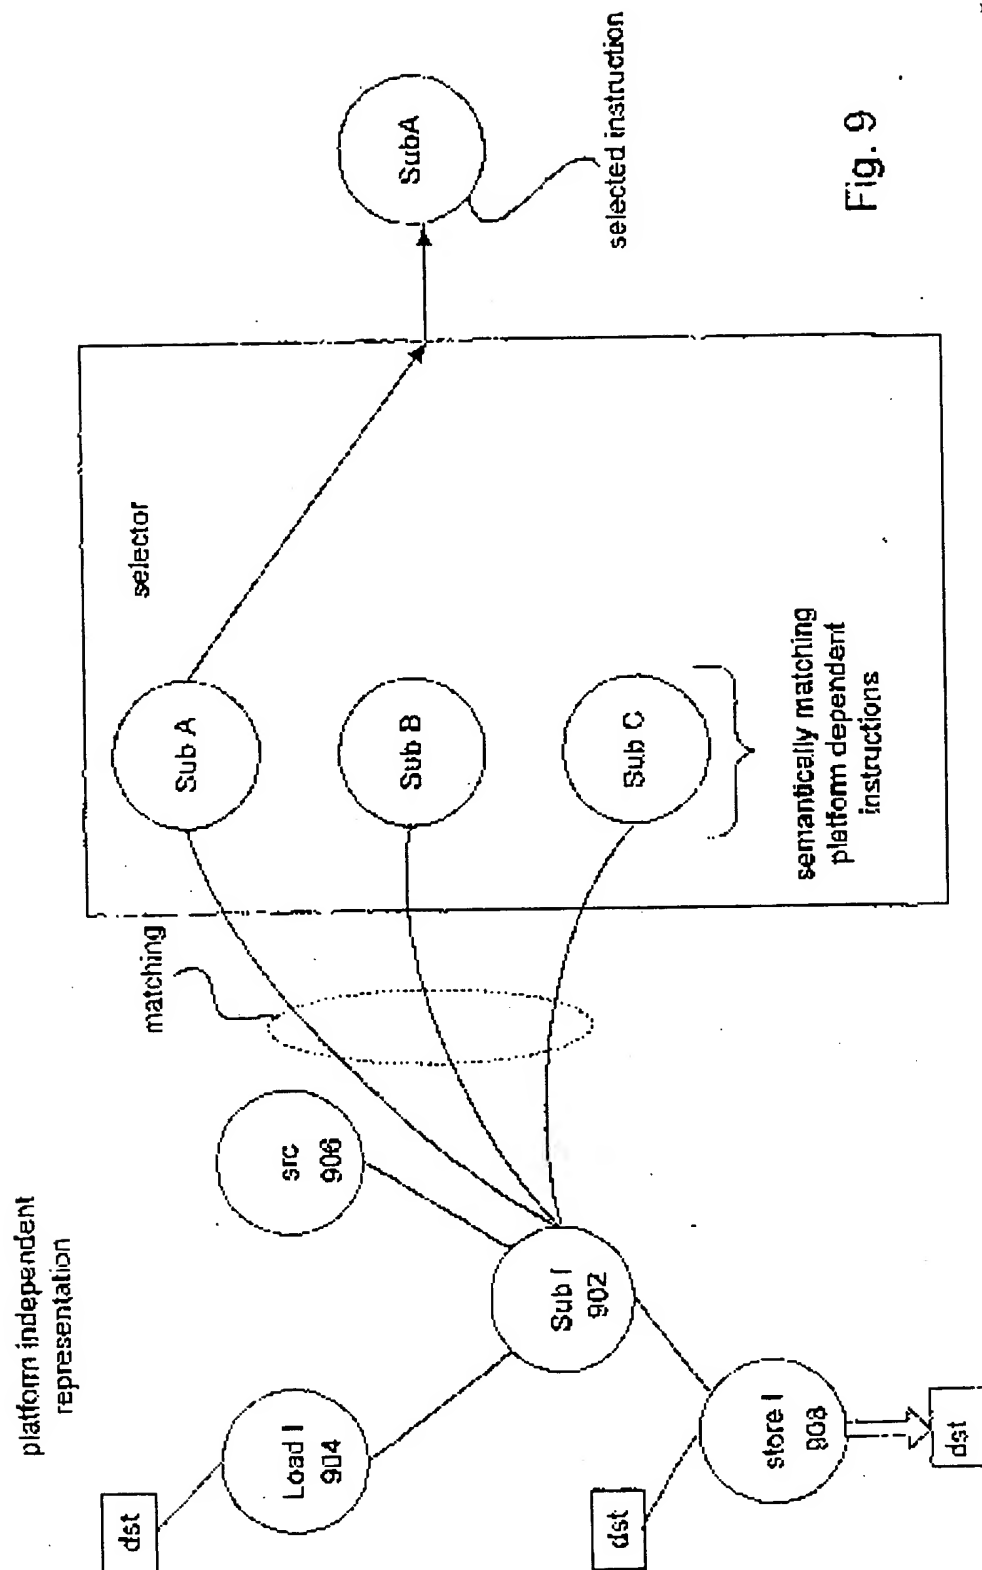 platform independent
representation
dst
Load I
904
src
906
Sub I
902
dst
store I
908
dst
matching
Sub A
Sub B
Sub C
selector
semantically matching
platform dependent
instructions
SubA
selected instruction
Fig. 9